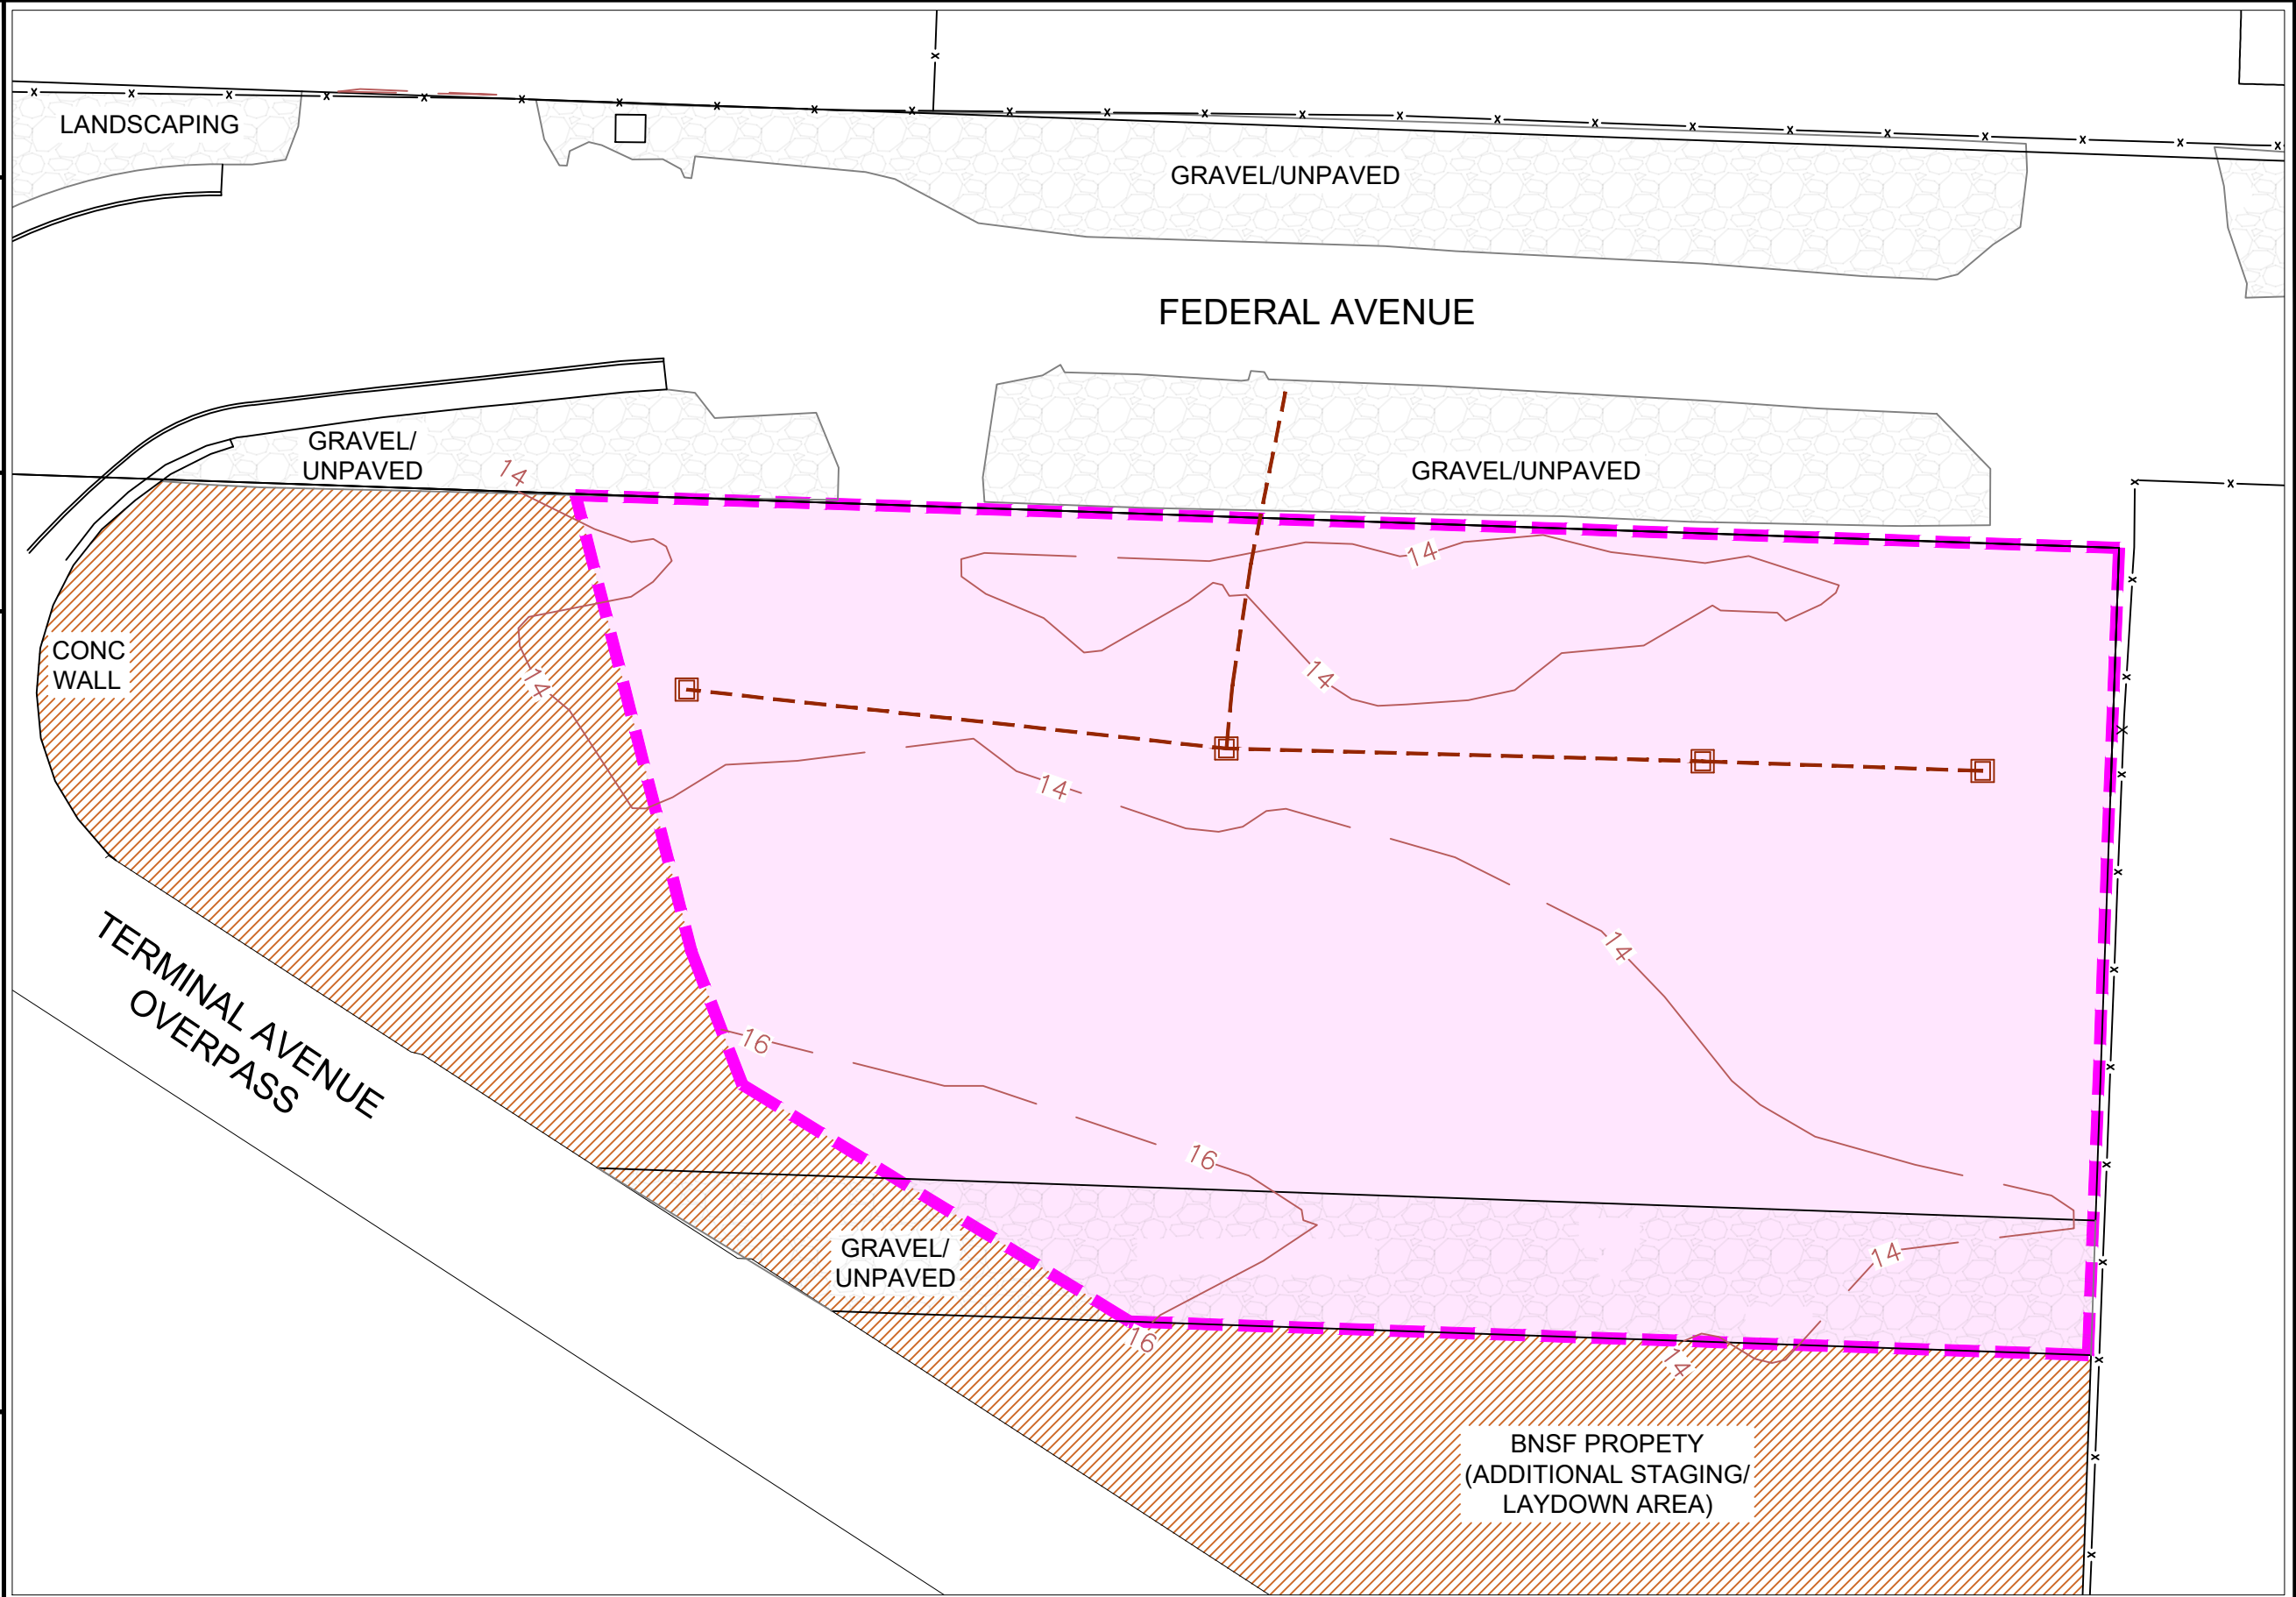 LANDSCAPING
GRAVEL/UNPAVED
FEDERAL AVENUE
GRAVEL/
UNPAVED
14
GRAVEL/UNPAVED
14
CONC
WALL
14
14
14
14
TERMINAL AVENUE
OVERPASS
16
16
GRAVEL/
UNPAVED
14
16
14
BNSF PROPETY
(ADDITIONAL STAGING/
LAYDOWN AREA)